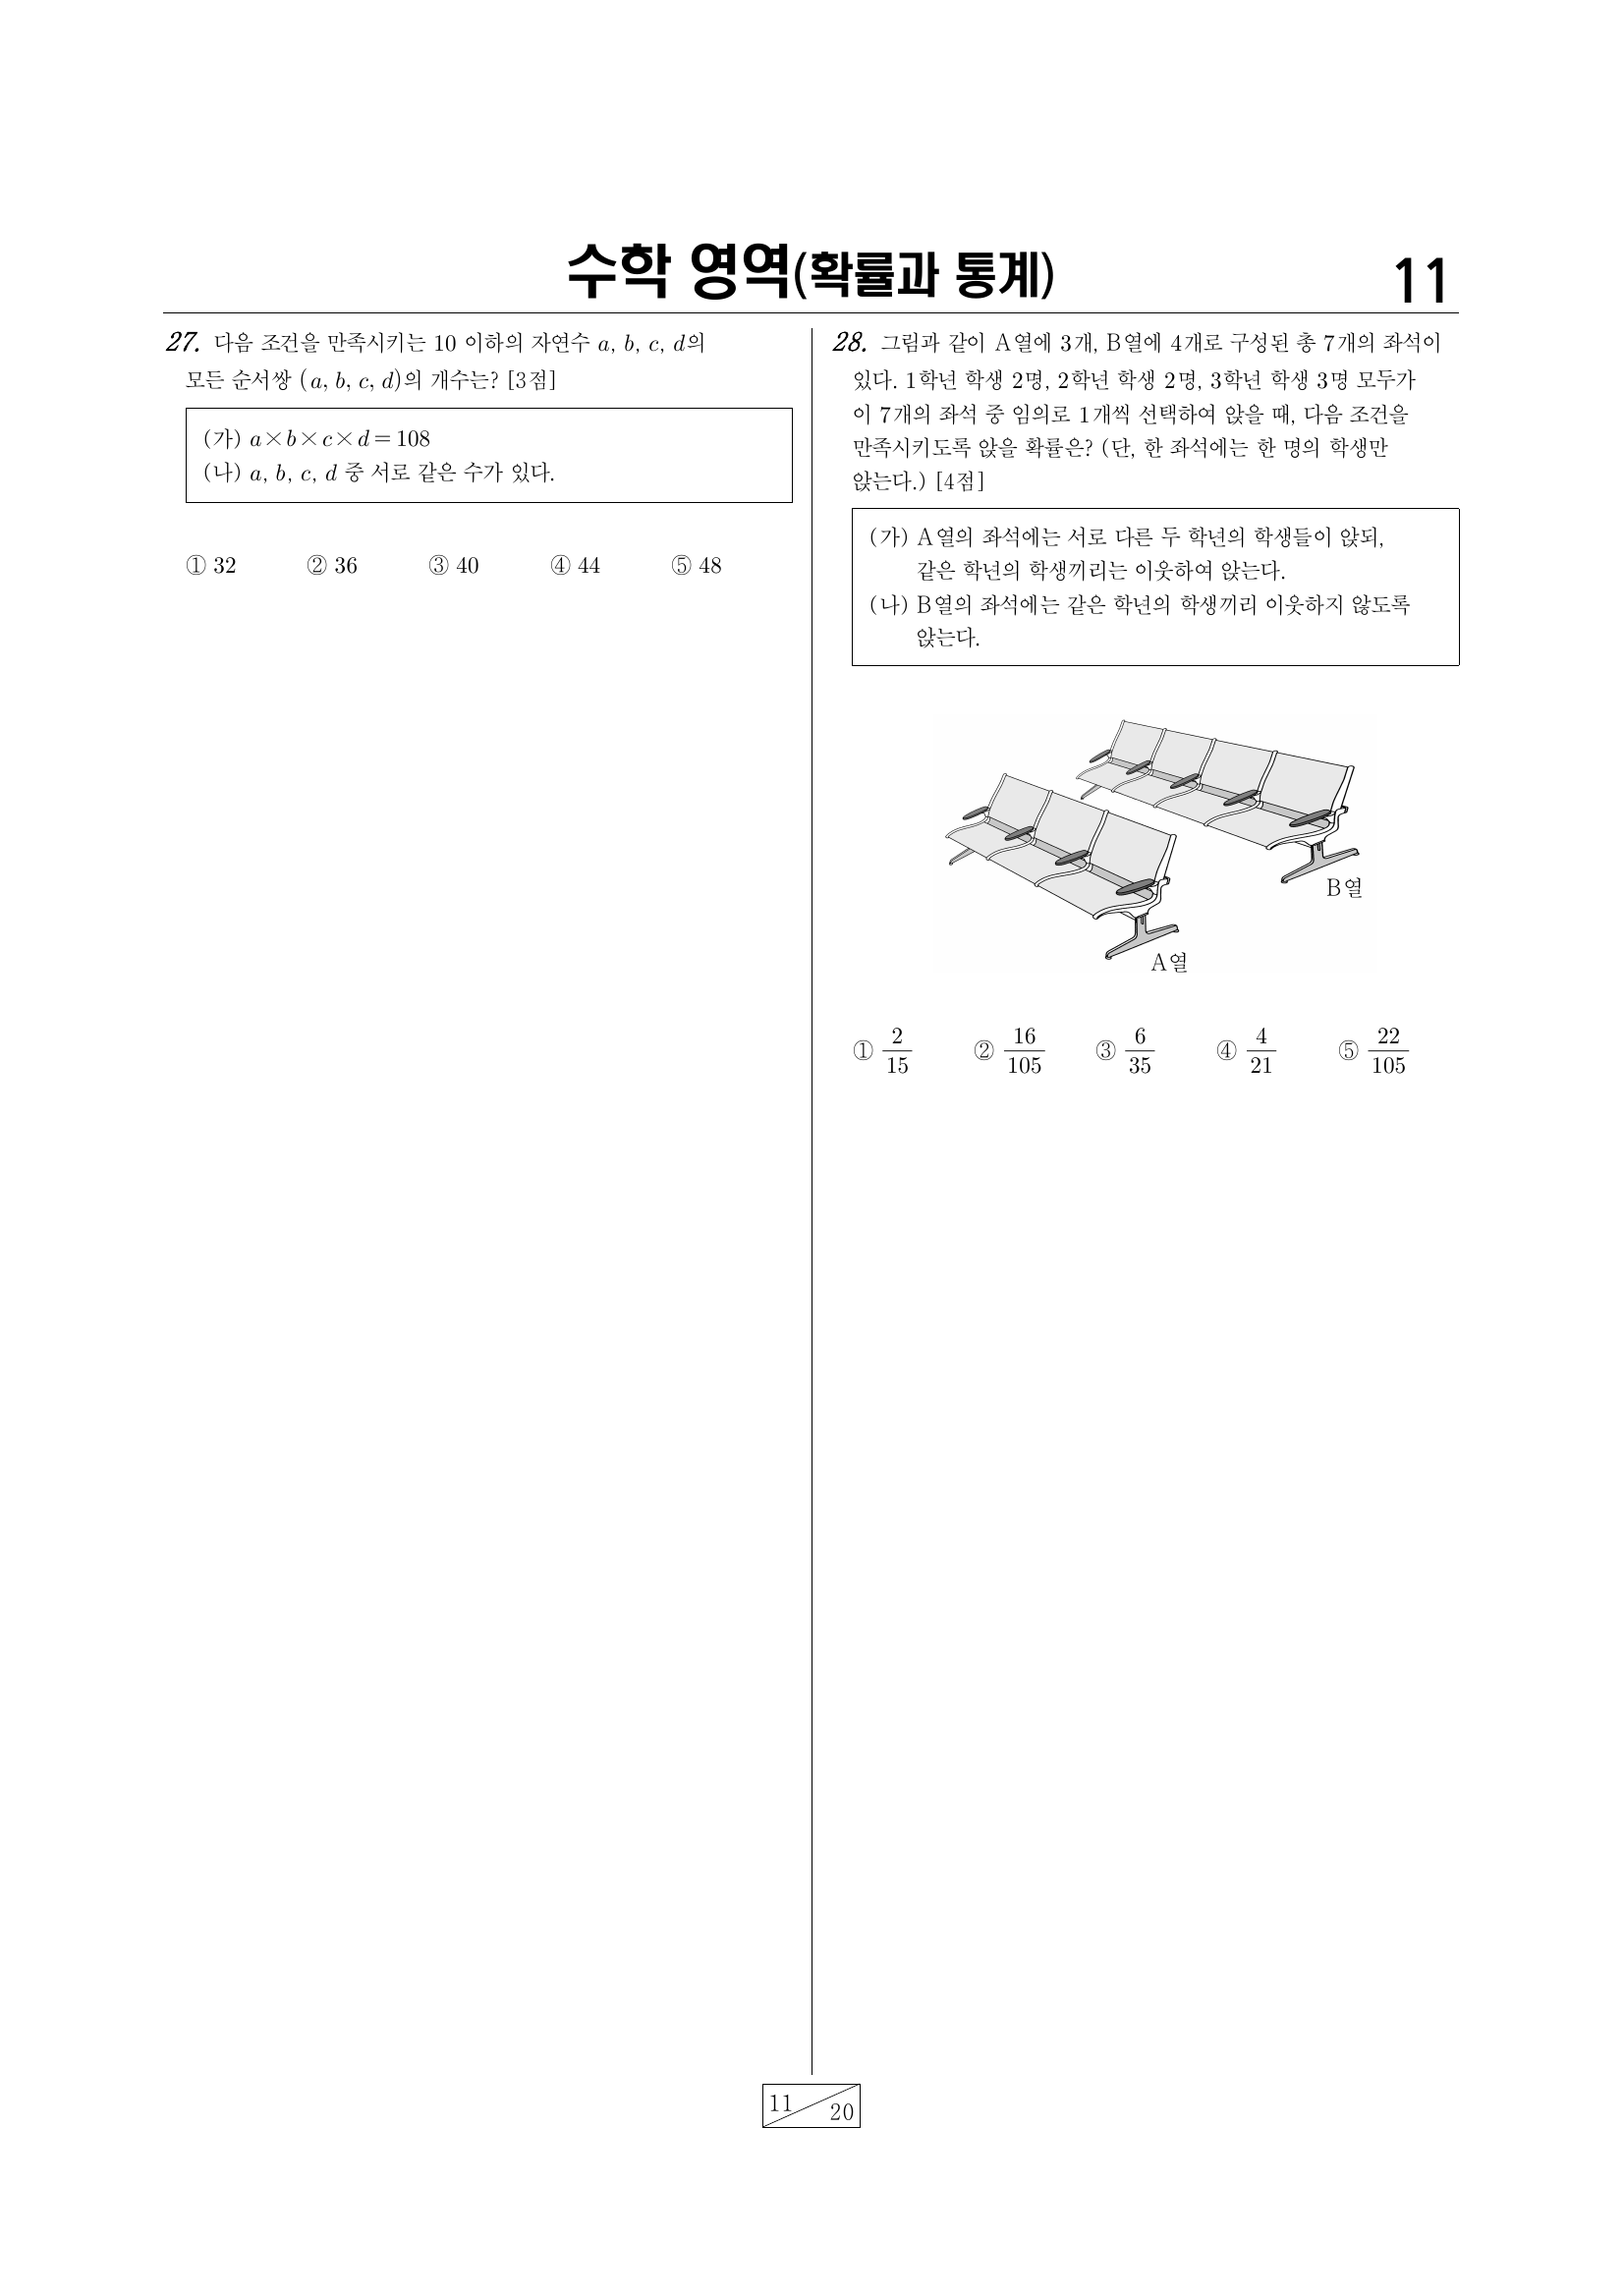 수학 영역(확률과 통계)
11
27. 다음 조건을 만족시키는 10 이하의 자연수 a, b, c, d의
모든 순서쌍 (a, b, c, d)의 개수는? [3점]
(가) a×b×c×d=108
(나) a, b, c, d 중 서로 같은 수가 있다.
① 32 ② 36 ③ 40 ④ 44 ⑤ 48
28. 그림과 같이 A열에 3개, B열에 4개로 구성된 총 7개의 좌석이
있다. 1학년 학생 2명, 2학년 학생 2명, 3학년 학생 3명 모두가
이 7개의 좌석 중 임의로 1개씩 선택하여 앉을 때, 다음 조건을
만족시키도록 앉을 확률은? (단, 한 좌석에는 한 명의 학생만
앉는다.) [4점]
(가) A열의 좌석에는 서로 다른 두 학년의 학생들이 앉되,
같은 학년의 학생끼리는 이웃하여 앉는다.
(나) B열의 좌석에는 같은 학년의 학생끼리 이웃하지 않도록
앉는다.
B열
A열
① 2/15 ② 16/105 ③ 6/35 ④ 4/21 ⑤ 22/105
11
20